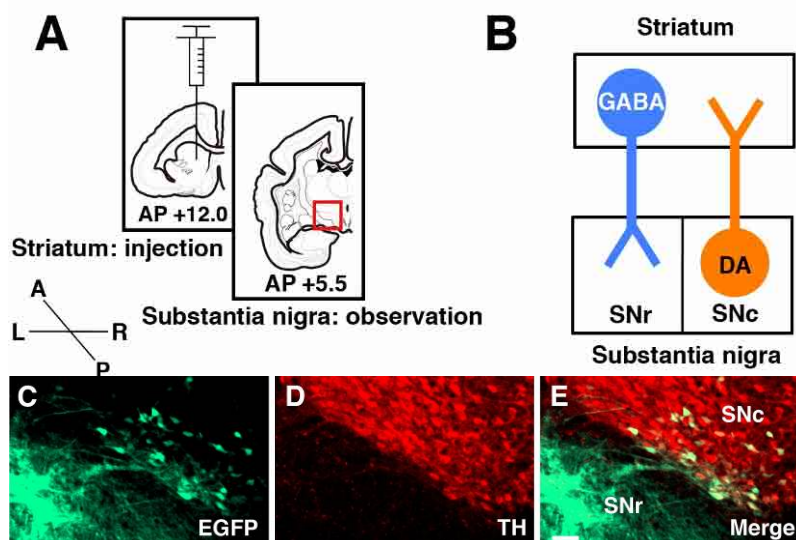 A
AP +12.0
Striatum: injection
AP +5.5
Substantia nigra: observation
A
L
R
P
B
Striatum
GABA
DA
SNr
SNc
Substantia nigra
C
EGFP
D
TH
E
SNc
SNr
Merge